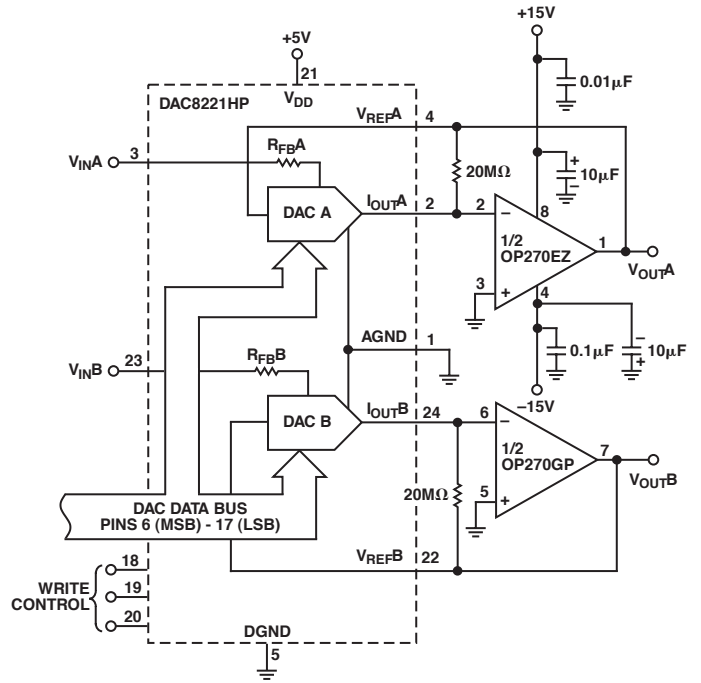 +15V
+5V
0.01µF
21
DAC8221HP
VDD
VREFA 4
3
RFBA
VINA
20MΩ
+
10µF
–
IOUTA
2
2
–
8
DAC A
1/2
OP270EZ
1
VOUTA
3
+
4
AGND
1
–
0.1µF
10µF
+
23
VINB
RFBB
–15V
IOUTB
24
6
–
DAC B
1/2
OP270GP
7
VOUTB
20MΩ
5
+
DAC DATA BUS
PINS 6 (MSB) - 17 (LSB)
VREFB 22
18
WRITE
CONTROL
19
20
DGND
5